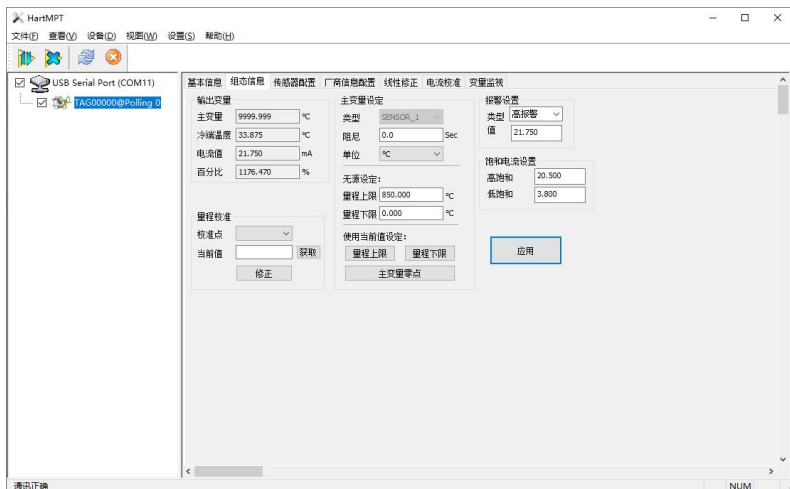 HartMPT
文件(F) 查看(V) 设备(D) 视图(W) 设置(S) 帮助(H)
USB Serial Port (COM11)
TAG00000@Polling 0
基本信息 组态信息 传感器配置 厂商信息配置 线性修正 电流校准 变量监视
输出变量
主变量 9999.999 ℃
冷端温度 33.875 ℃
电流值 21.750 mA
百分比 1176.470 %
量程校准
校准点
当前值 获取
修正
主变量设定
类型 SENSOR_1
阻尼 0.0 Sec
单位 ℃
无源设定:
量程上限 850.000 ℃
量程下限 0.000 ℃
使用当前值设定:
量程上限 量程下限
主变量零点
报警设置
类型 高报警
值 21.750
饱和电流设置
高饱和 20.500
低饱和 3.800
应用
通讯正确 NUM